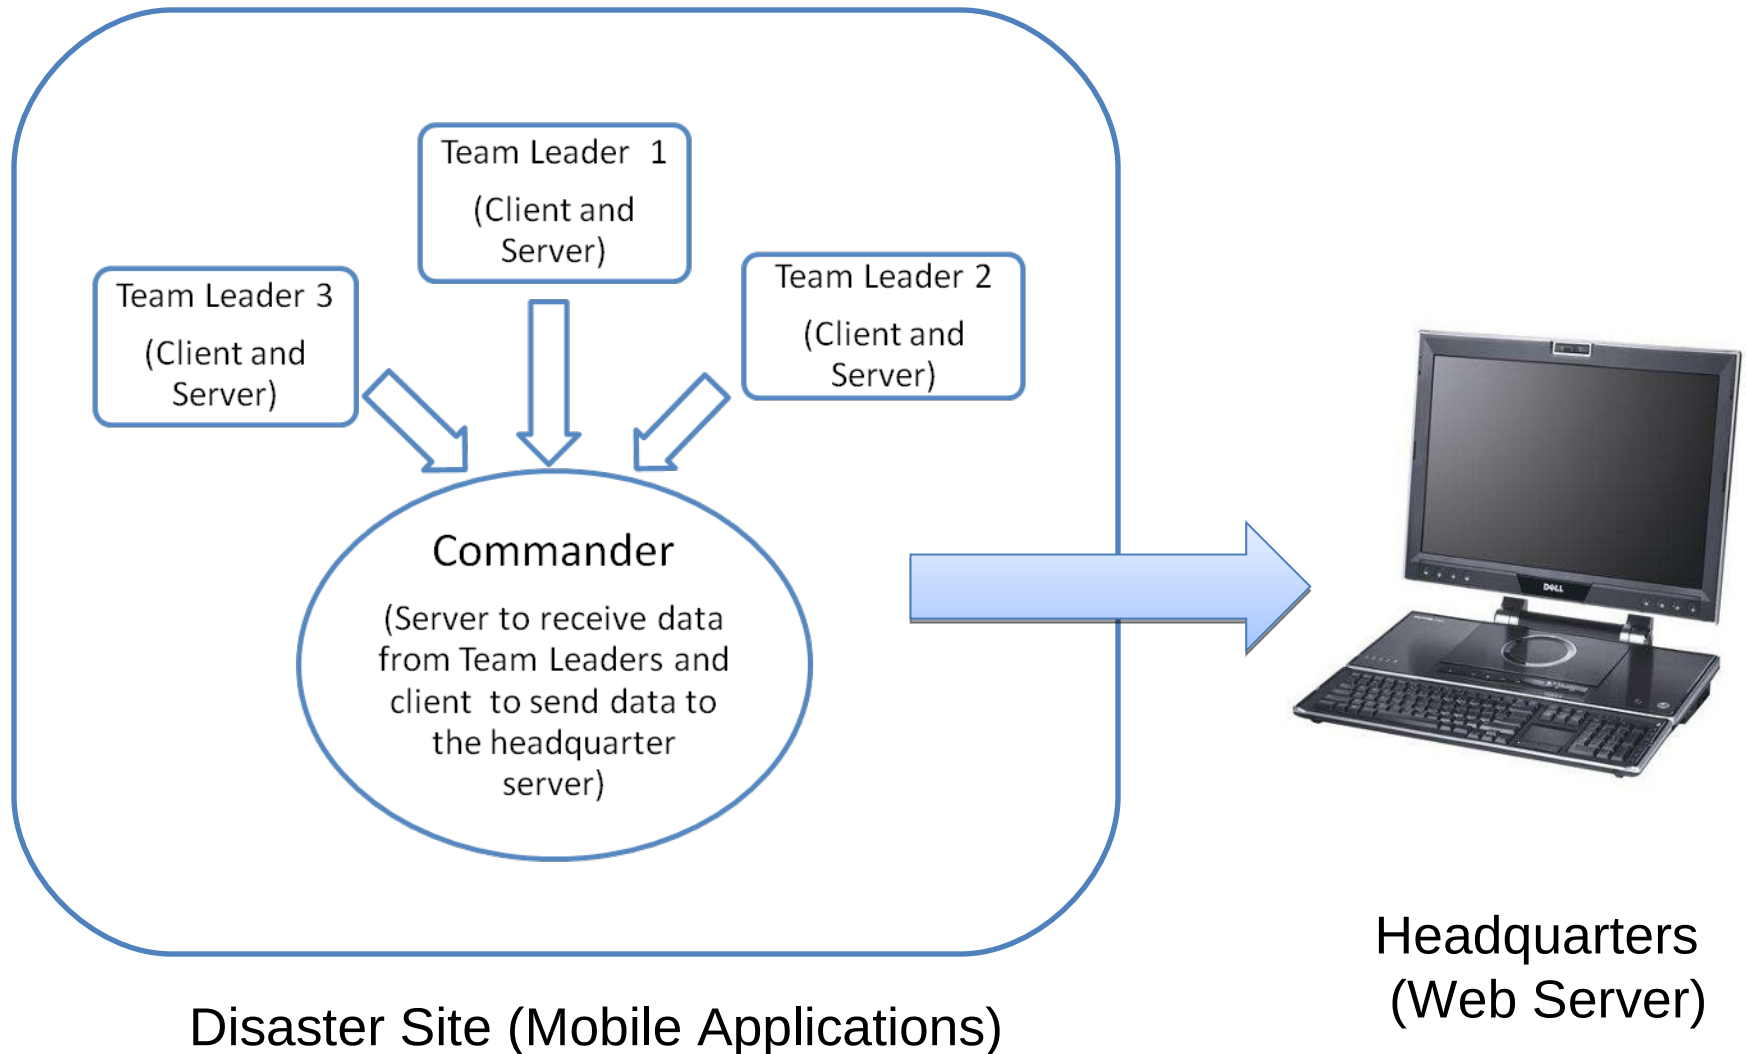 Team Leader 1
(Client and
Server)
Team Leader 2
(Client and
Server)
Team Leader 3
(Client and
Server)
Commander
(Server to receive data
from Team Leaders and
client to send data to
the headquarter
server)
DELL
Headquarters
(Web Server)
Disaster Site (Mobile Applications)